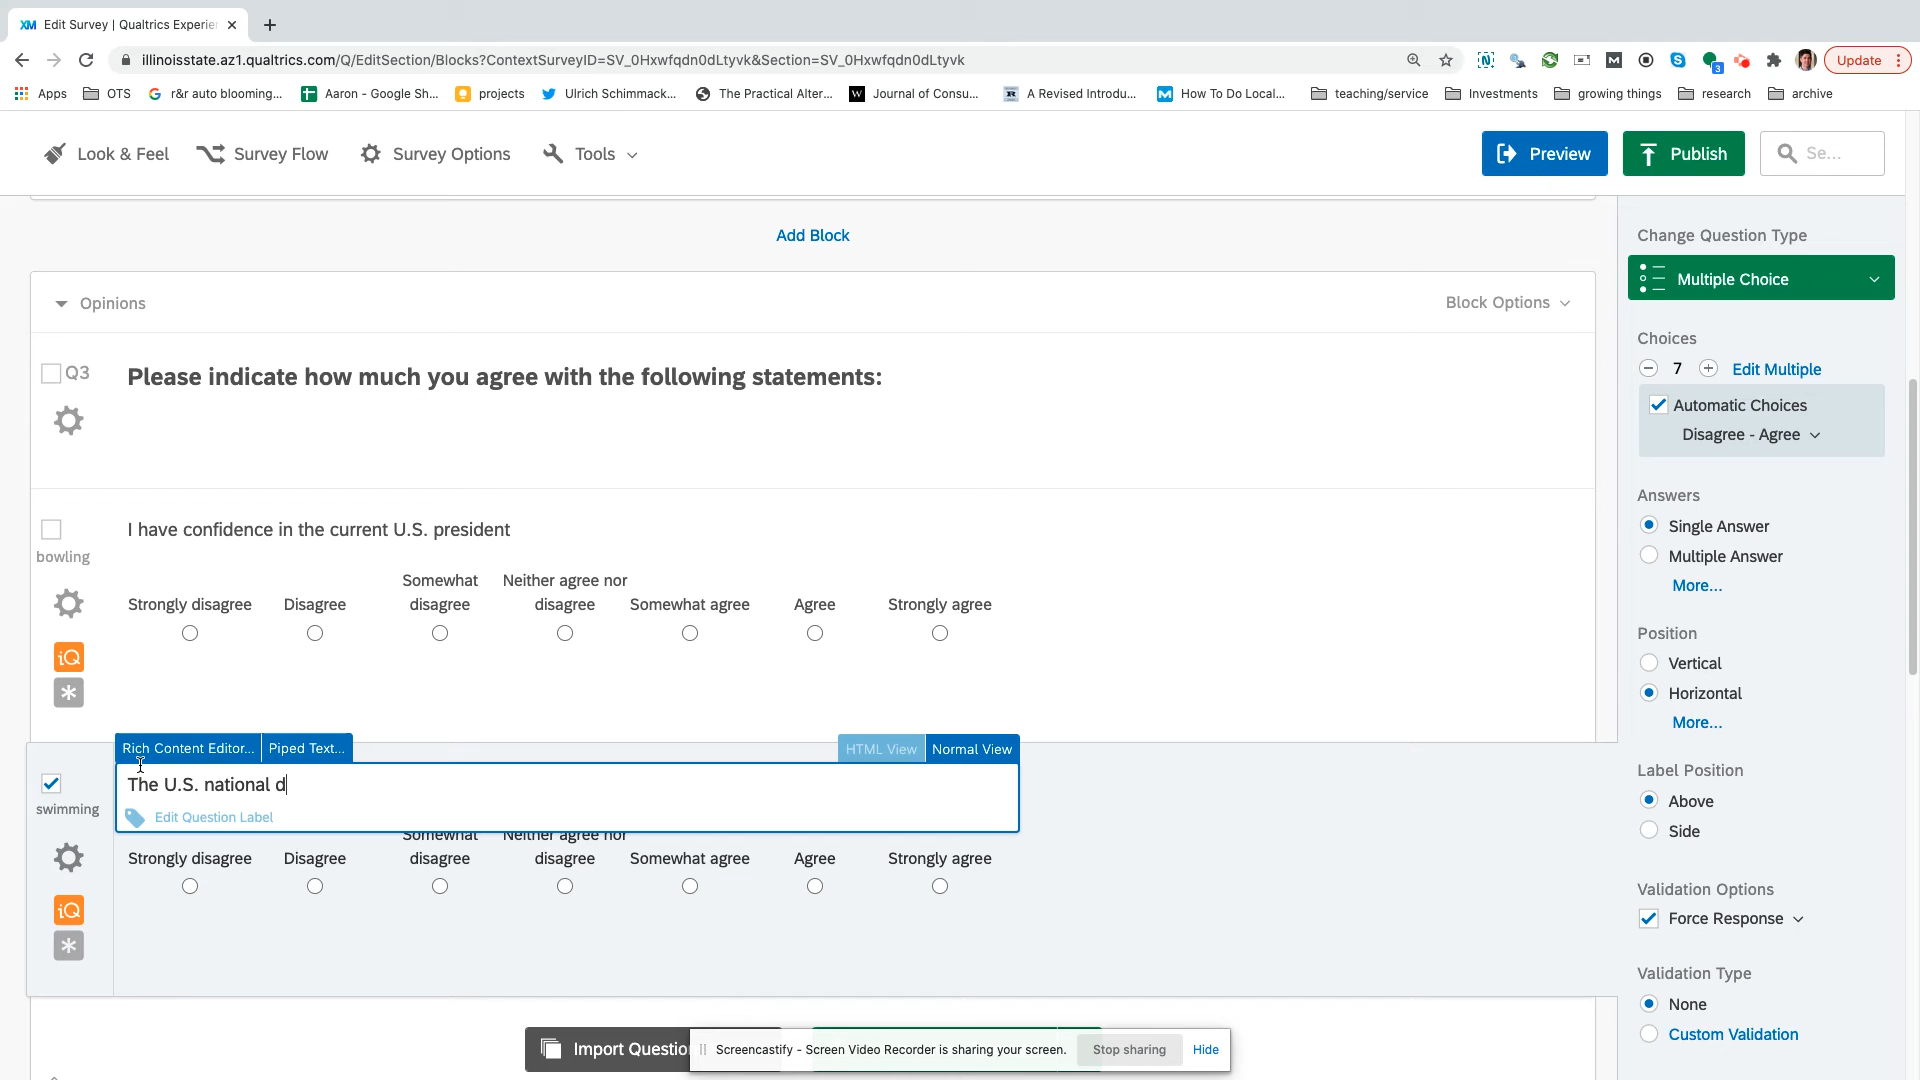 XM Edit Survey | Qualtrics Experie
illinoisstate.az1.qualtrics.com/Q/EditSection/Blocks?ContextSurveyID=SV_0Hxwfqdn0dLtyvk&Section=SV_0Hxwfqdn0dLtyvk
3
Update
Apps
OTS
r&r auto blooming...
Aaron - Google Sh...
projects
Ulrich Schimmack...
The Practical Alter...
Journal of Consu...
A Revised Introdu...
How To Do Local...
teaching/service
Investments
growing things
research
archive
Look & Feel
Survey Flow
Survey Options
Tools
Preview
Publish
Se...
Add Block
Opinions
Block Options
Q3
Please indicate how much you agree with the following statements:
bowling
I have confidence in the current U.S. president
Strongly disagree
Disagree
Somewhat disagree
Neither agree nor disagree
Somewhat agree
Agree
Strongly agree
iQ
Rich Content Editor...
Piped Text...
HTML View
Normal View
swimming
The U.S. national d
Edit Question Label
Strongly disagree
Disagree
Somewhat disagree
Neither agree nor disagree
Somewhat agree
Agree
Strongly agree
iQ
Import Questio
Screencastify - Screen Video Recorder is sharing your screen.
Stop sharing
Hide
Change Question Type
Multiple Choice
Choices
7
Edit Multiple
Automatic Choices
Disagree - Agree
Answers
Single Answer
Multiple Answer
More...
Position
Vertical
Horizontal
More...
Label Position
Above
Side
Validation Options
Force Response
Validation Type
None
Custom Validation